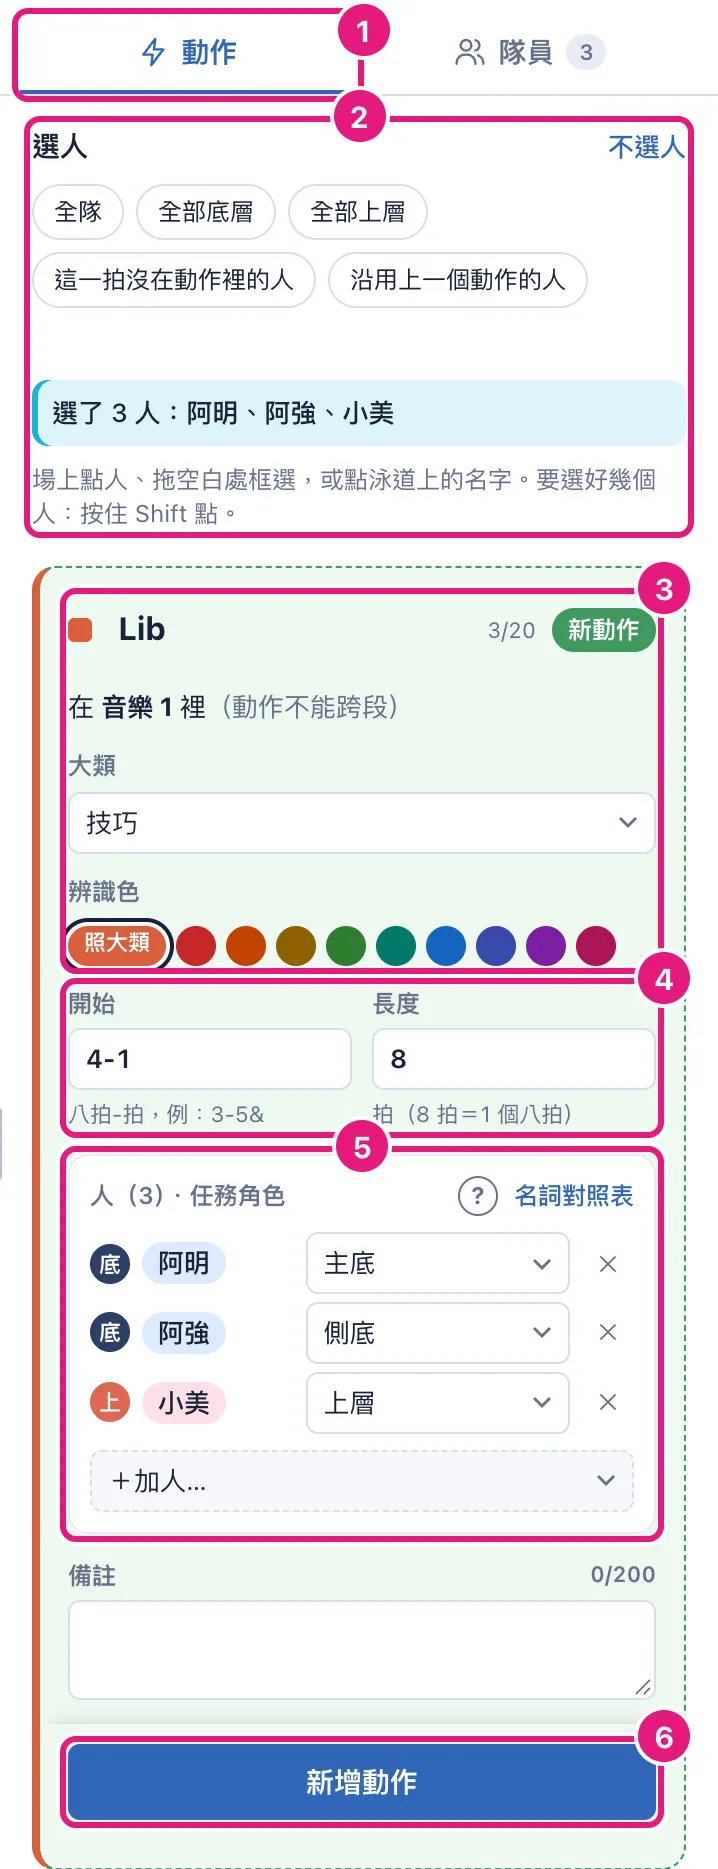 動作
1
隊員 3
2
選人
不選人
全隊
全部底層
全部上層
這一拍沒在動作裡的人
沿用上一個動作的人
選了 3 人：阿明、阿強、小美
場上點人、拖空白處框選，或點泳道上的名字。要選好幾個
人：按住 Shift 點。
3
Lib
3/20
新動作
在 音樂 1 裡（動作不能跨段）
大類
技巧
辨識色
照大類
4
開始
長度
4-1
8
八拍-拍，例：3-5&
拍（8 拍＝1 個八拍）
5
人（3）· 任務角色
?
名詞對照表
底 阿明 主底 ×
底 阿強 側底 ×
上 小美 上層 ×
＋加人…
備註
0/200
6
新增動作